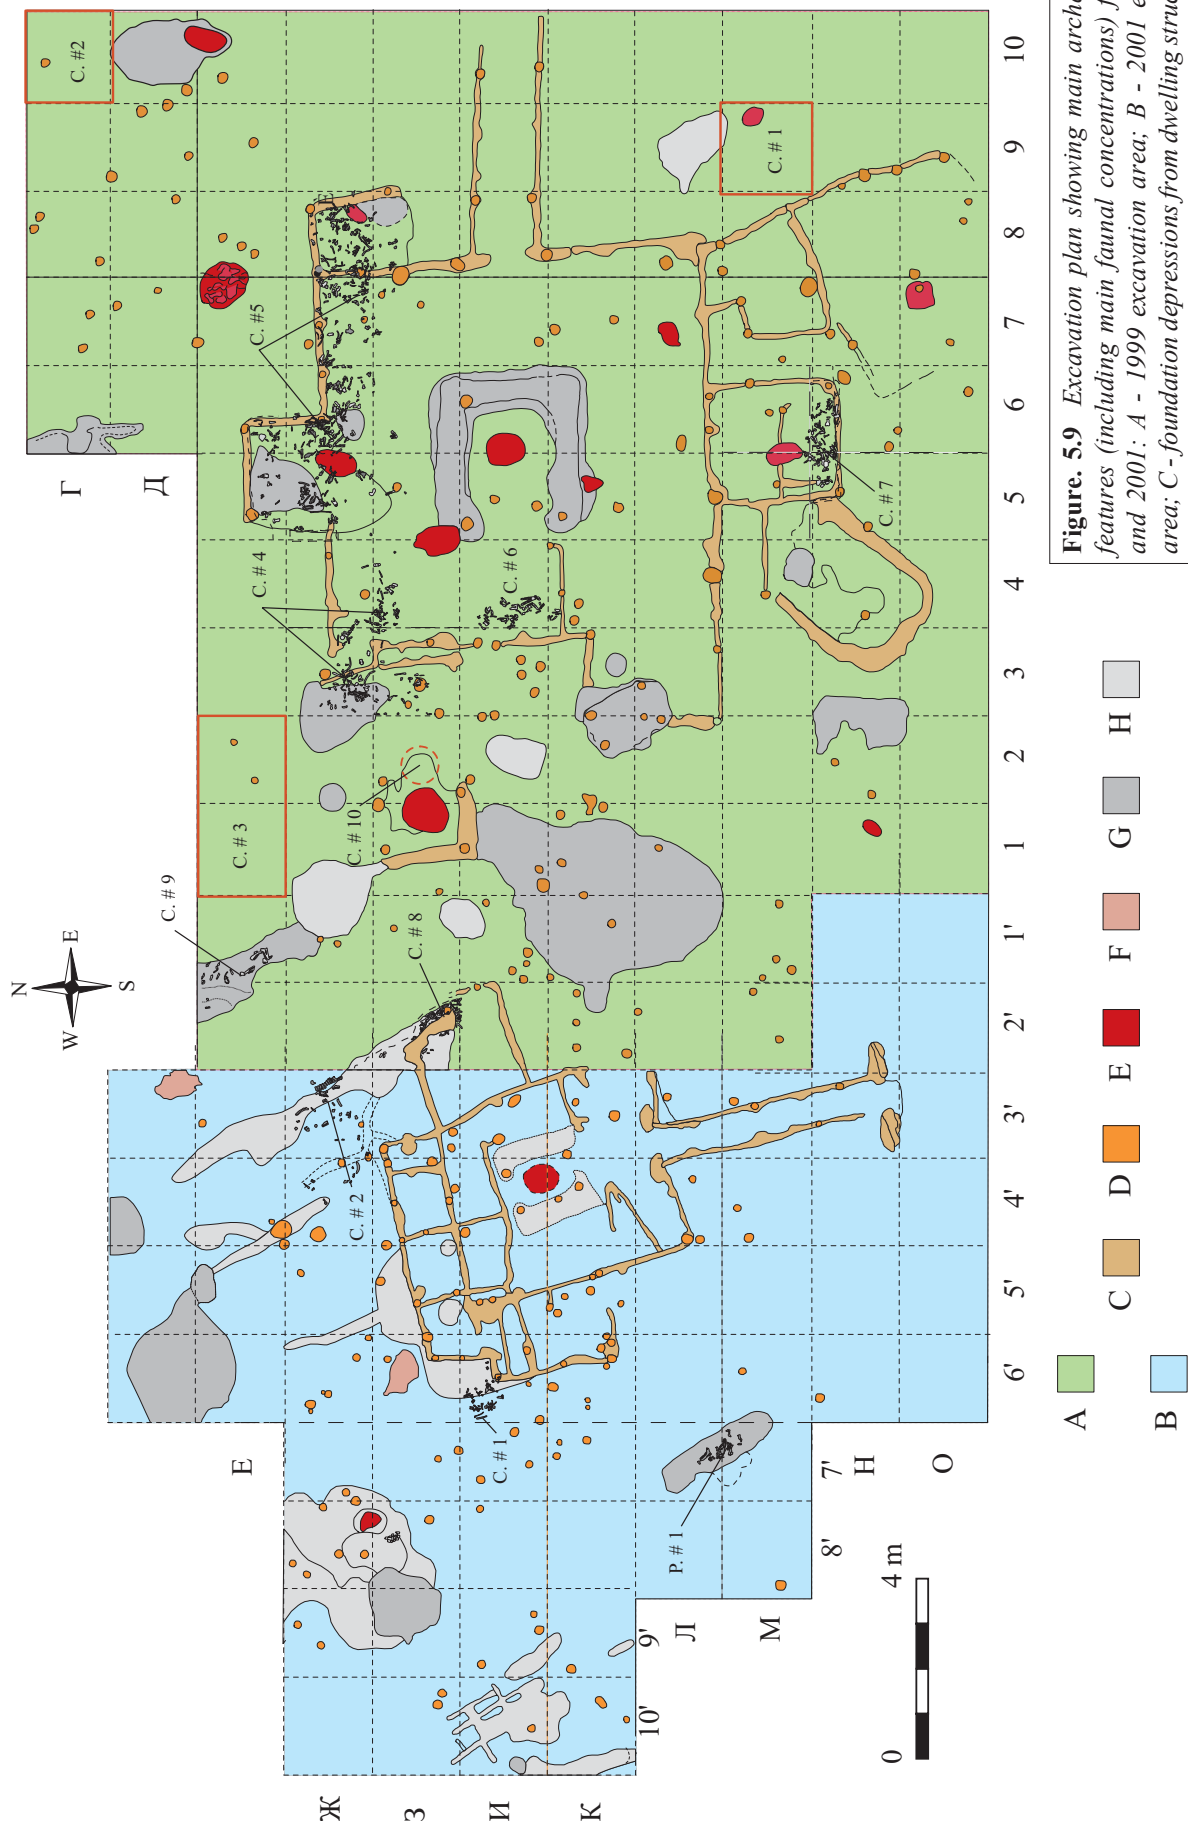 10
9
8
7
6
5
4
3
2
1
1'
2'
3'
4'
5'
6'
7'
8'
9'
10'
Г
Д
Е
Ж
З
И
К
Л
М
Н
О
C. #2
C. # 1
C. #5
C. # 4
C. # 6
C. # 7
C. # 3
C. # 10
C. # 9
C. # 8
C. # 2
C. # 1
P. # 1
N
E
S
W
0
4 m
A
B
C
D
E
F
G
H
Figure. 5.9 Excavation plan showing main
features (including main faunal concentrations)
and 2001: A - 1999 excavation area; B - 2001
area; C - foundation depressions from dwelling